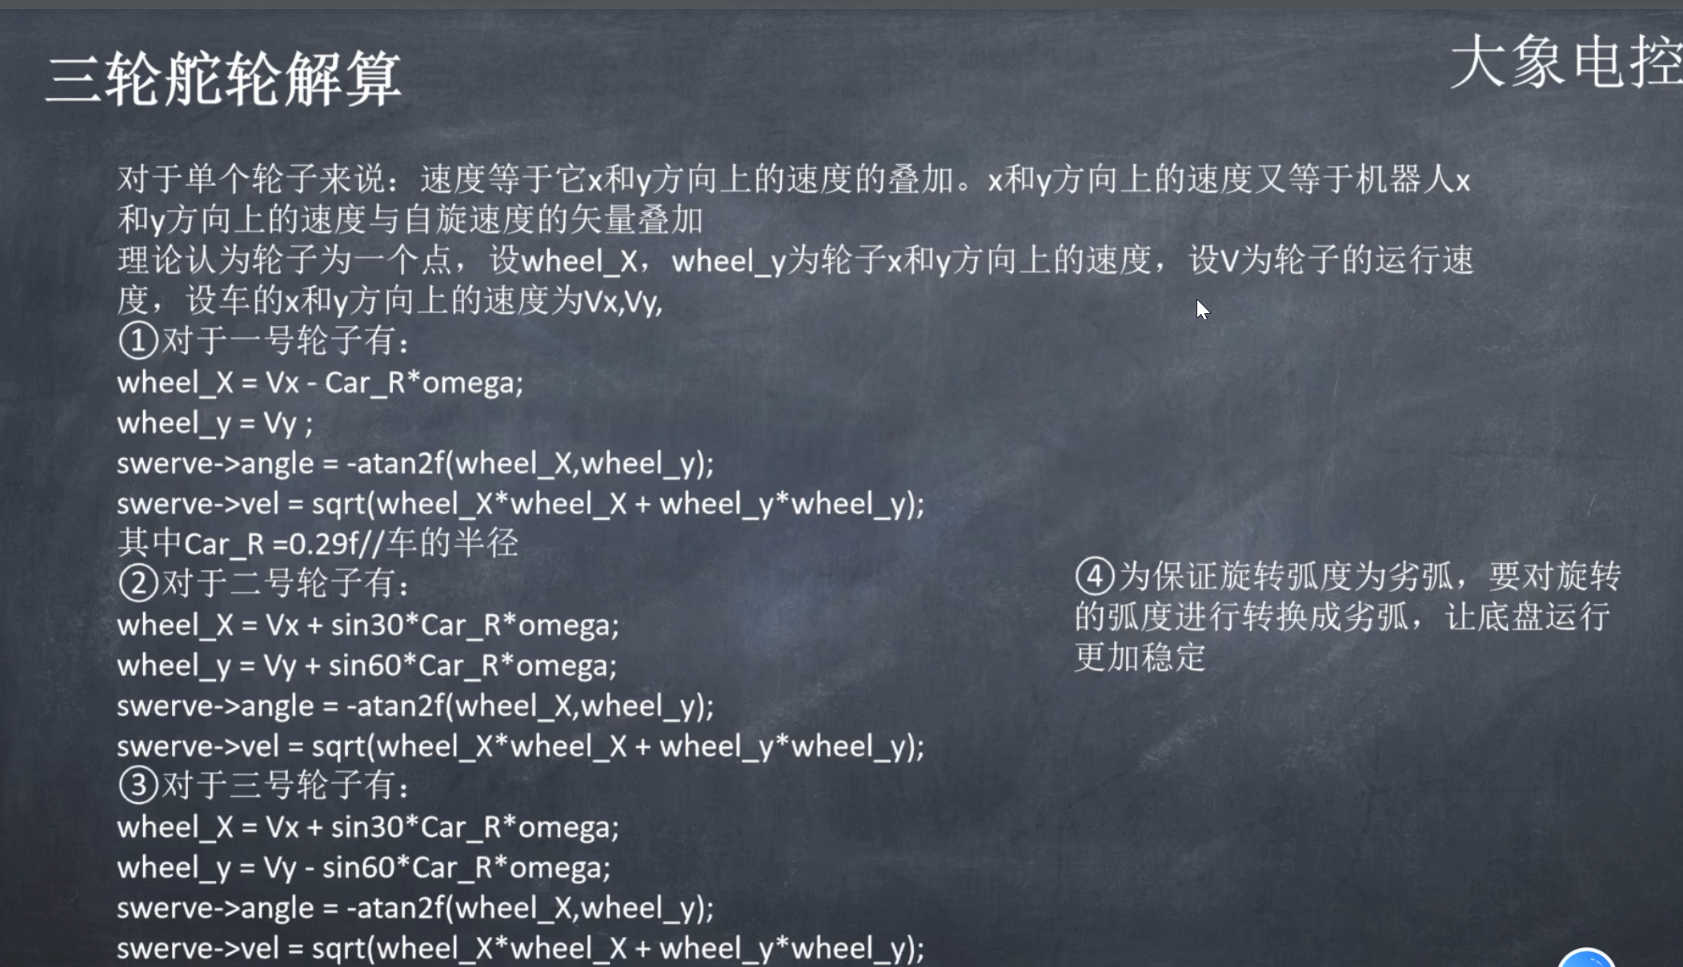 三轮舵轮解算
大象电控
对于单个轮子来说：速度等于它x和y方向上的速度的叠加。x和y方向上的速度又等于机器人x
和y方向上的速度与自旋速度的矢量叠加
理论认为轮子为一个点，设wheel_X，wheel_y为轮子x和y方向上的速度，设V为轮子的运行速
度，设车的x和y方向上的速度为Vx,Vy,
①对于一号轮子有：
wheel_X = Vx - Car_R*omega;
wheel_y = Vy ;
swerve->angle = -atan2f(wheel_X,wheel_y);
swerve->vel = sqrt(wheel_X*wheel_X + wheel_y*wheel_y);
其中Car_R =0.29f//车的半径
②对于二号轮子有：
wheel_X = Vx + sin30*Car_R*omega;
wheel_y = Vy + sin60*Car_R*omega;
swerve->angle = -atan2f(wheel_X,wheel_y);
swerve->vel = sqrt(wheel_X*wheel_X + wheel_y*wheel_y);
③对于三号轮子有：
wheel_X = Vx + sin30*Car_R*omega;
wheel_y = Vy - sin60*Car_R*omega;
swerve->angle = -atan2f(wheel_X,wheel_y);
swerve->vel = sqrt(wheel_X*wheel_X + wheel_y*wheel_y);
④为保证旋转弧度为劣弧，要对旋转
的弧度进行转换成劣弧，让底盘运行
更加稳定